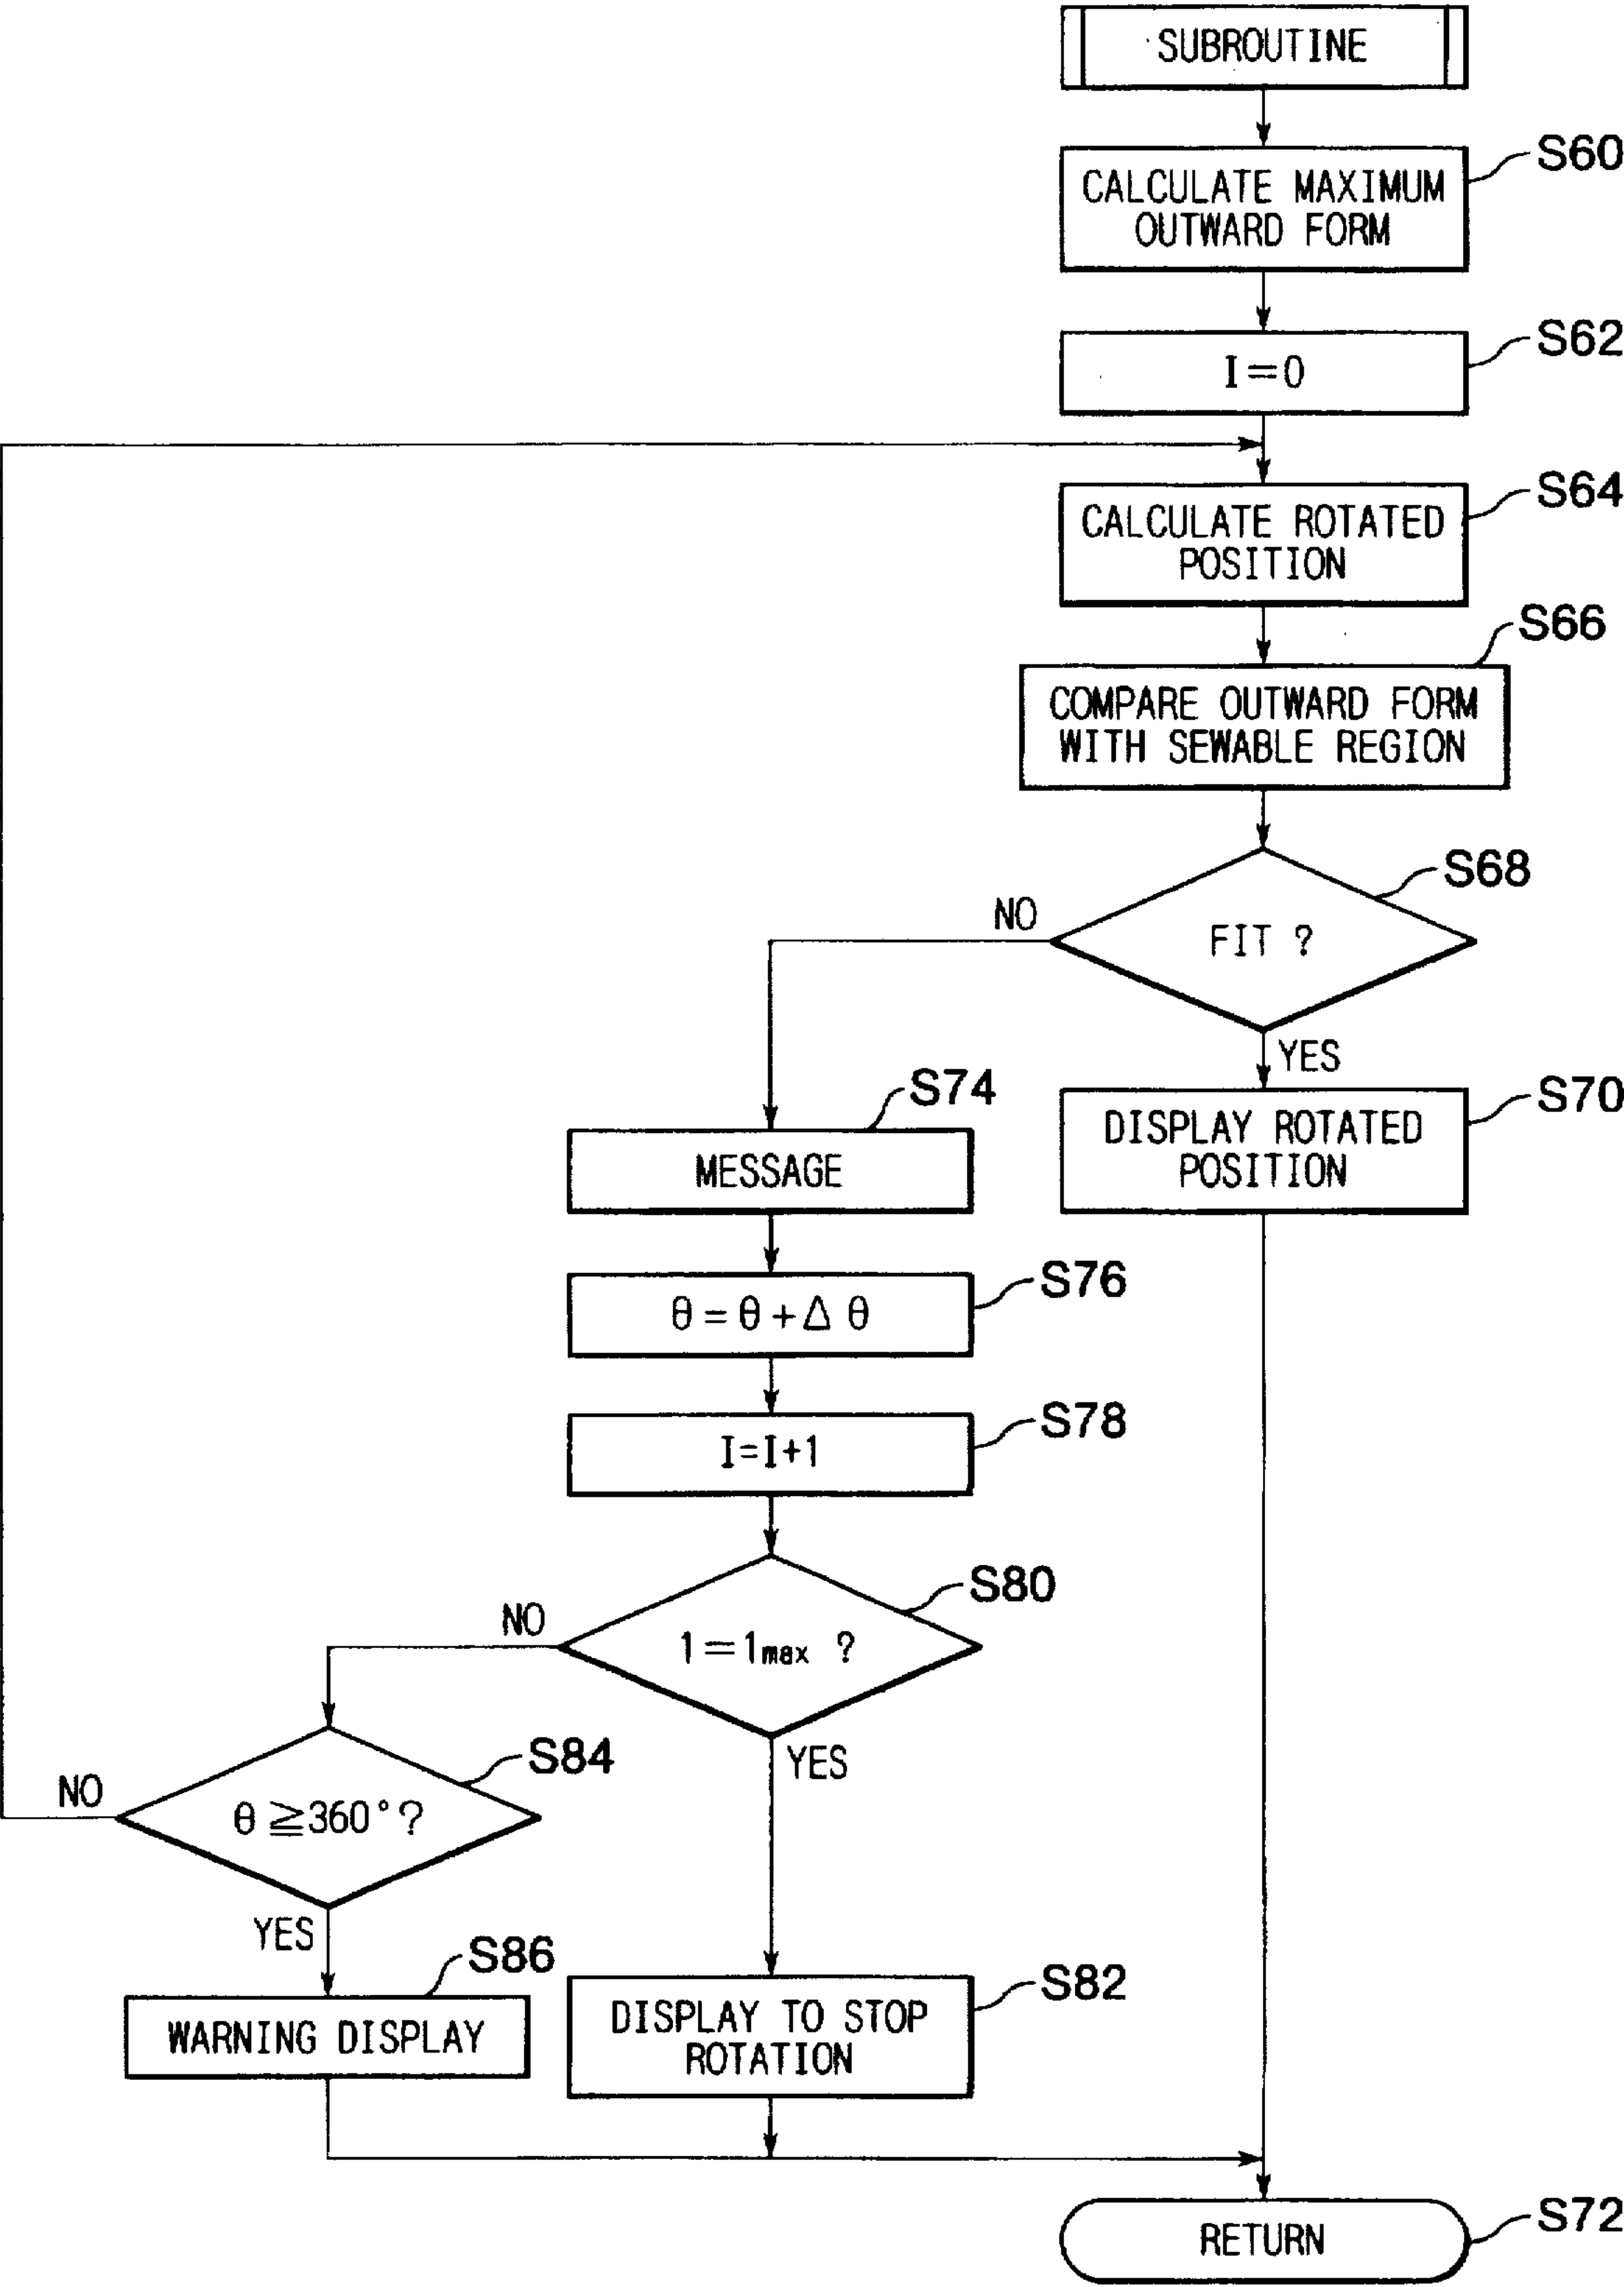 SUBROUTINE
S60
CALCULATE MAXIMUM
OUTWARD FORM
S62
I=0
S64
CALCULATE ROTATED
POSITION
S66
COMPARE OUTWARD FORM
WITH SEWABLE REGION
S68
NO
FIT ?
YES
S70
DISPLAY ROTATED
POSITION
S74
MESSAGE
S76
θ = θ + Δ θ
S78
I=I+1
S80
NO
1=1max ?
YES
S84
NO
θ ≧360°?
YES
S86
WARNING DISPLAY
S82
DISPLAY TO STOP
ROTATION
S72
RETURN